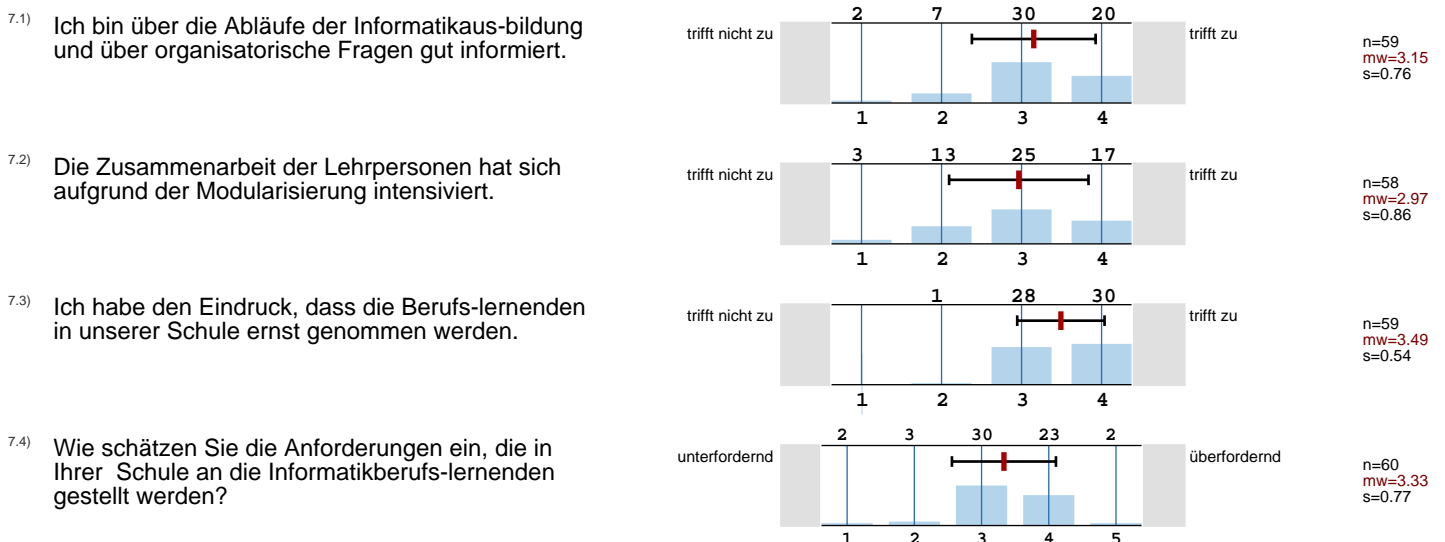 7.1) Ich bin über die Abläufe der Informatikaus-bildung
und über organisatorische Fragen gut informiert.
trifft nicht zu
trifft zu
2 7 30 20
1 2 3 4
n=59
mw=3.15
s=0.76
7.2) Die Zusammenarbeit der Lehrpersonen hat sich
aufgrund der Modularisierung intensiviert.
trifft nicht zu
trifft zu
3 13 25 17
1 2 3 4
n=58
mw=2.97
s=0.86
7.3) Ich habe den Eindruck, dass die Berufs-lernenden
in unserer Schule ernst genommen werden.
trifft nicht zu
trifft zu
1 28 30
1 2 3 4
n=59
mw=3.49
s=0.54
7.4) Wie schätzen Sie die Anforderungen ein, die in
Ihrer Schule an die Informatikberufs-lernenden
gestellt werden?
unterfordernd
überfordernd
2 3 30 23 2
1 2 3 4 5
n=60
mw=3.33
s=0.77